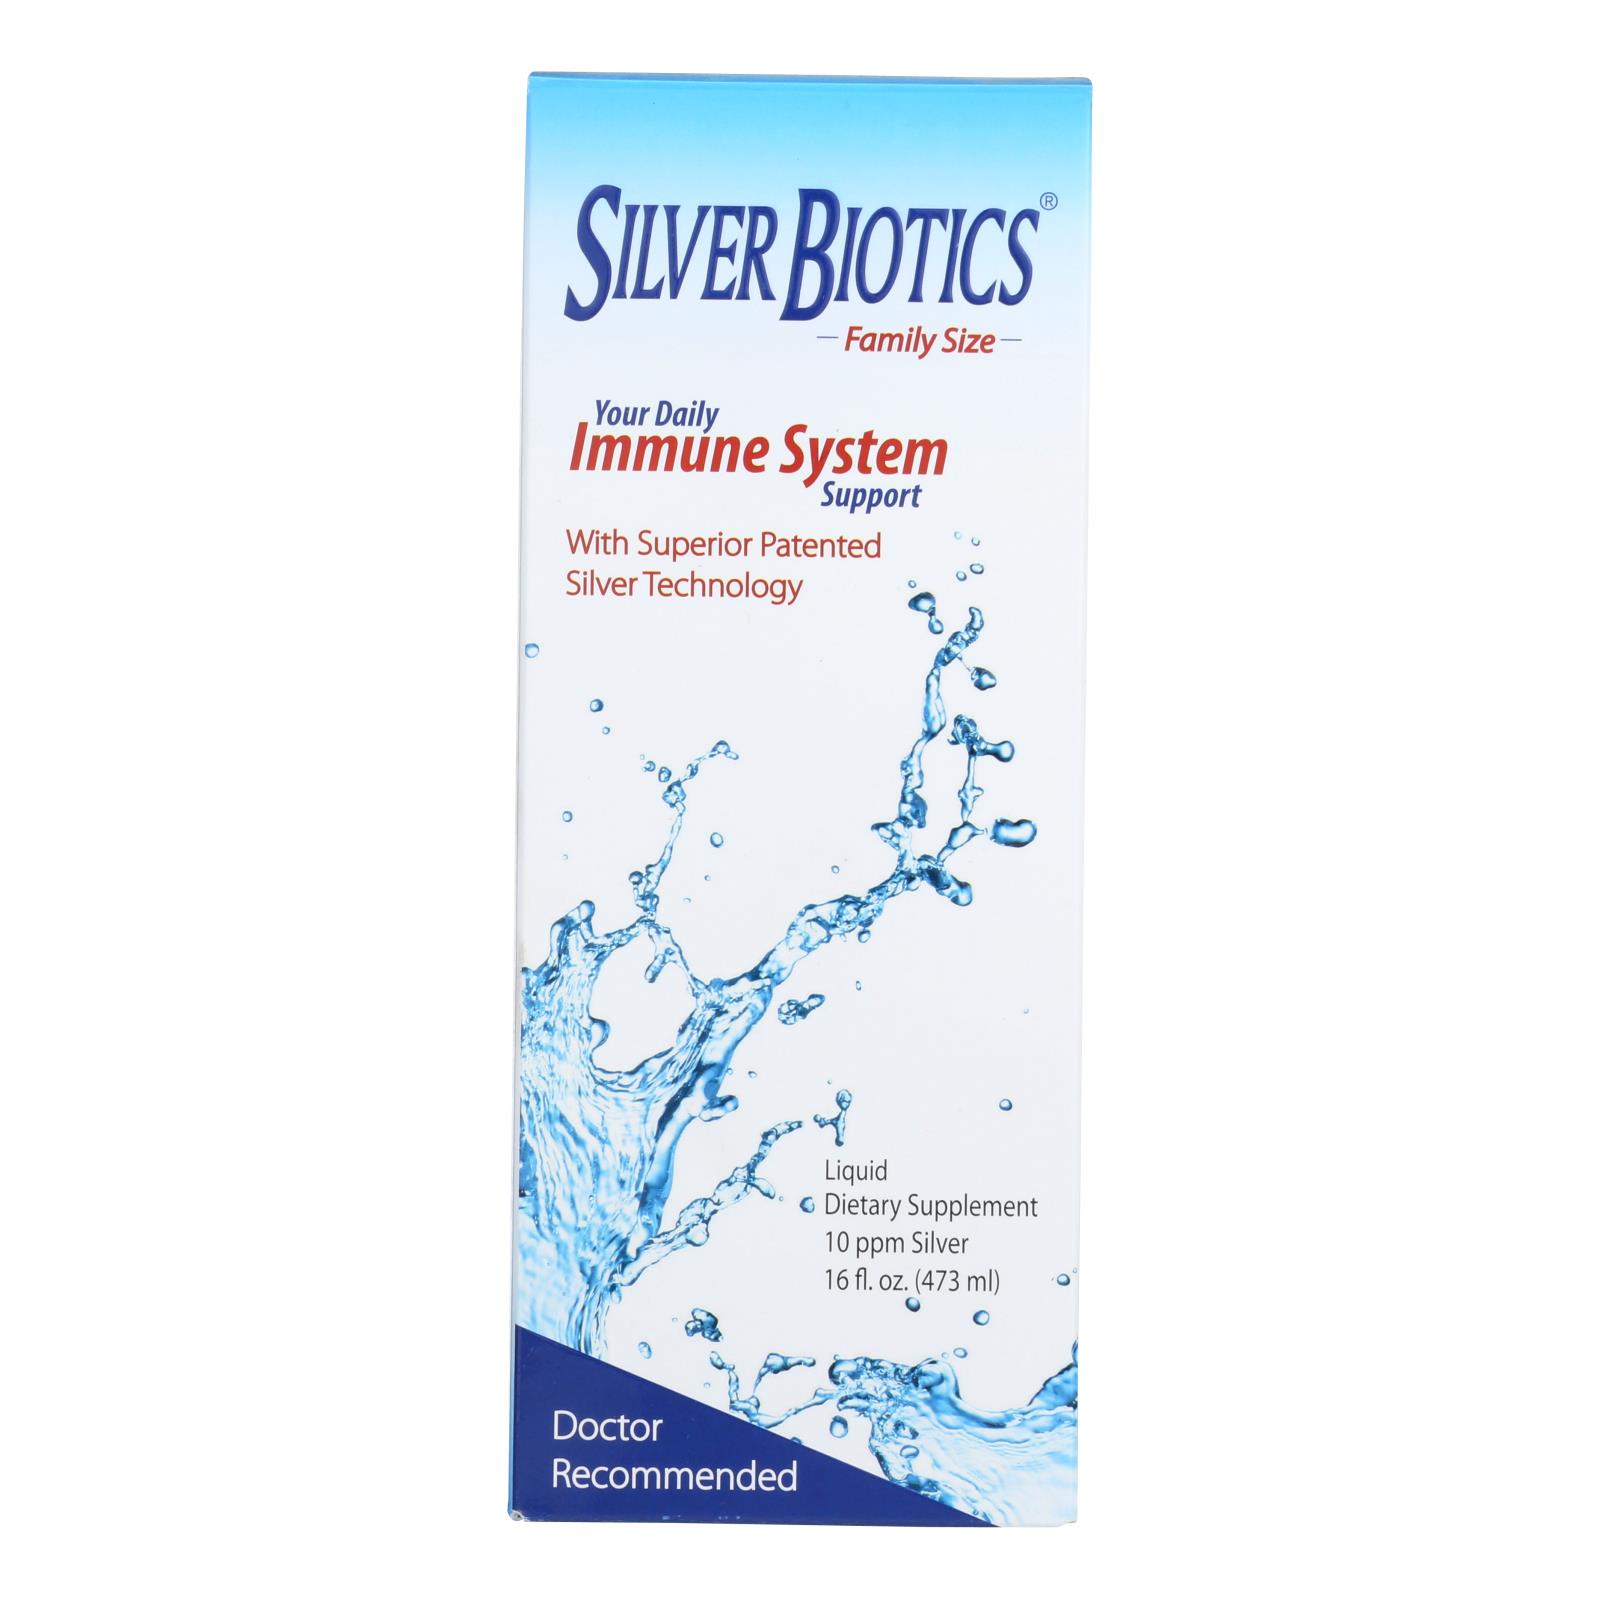 SILVER BIOTICS®
Family Size
Your Daily
Immune System
Support
With Superior Patented
Silver Technology
Liquid
Dietary Supplement
10 ppm Silver
16 fl. oz. (473 ml)
Doctor
Recommended